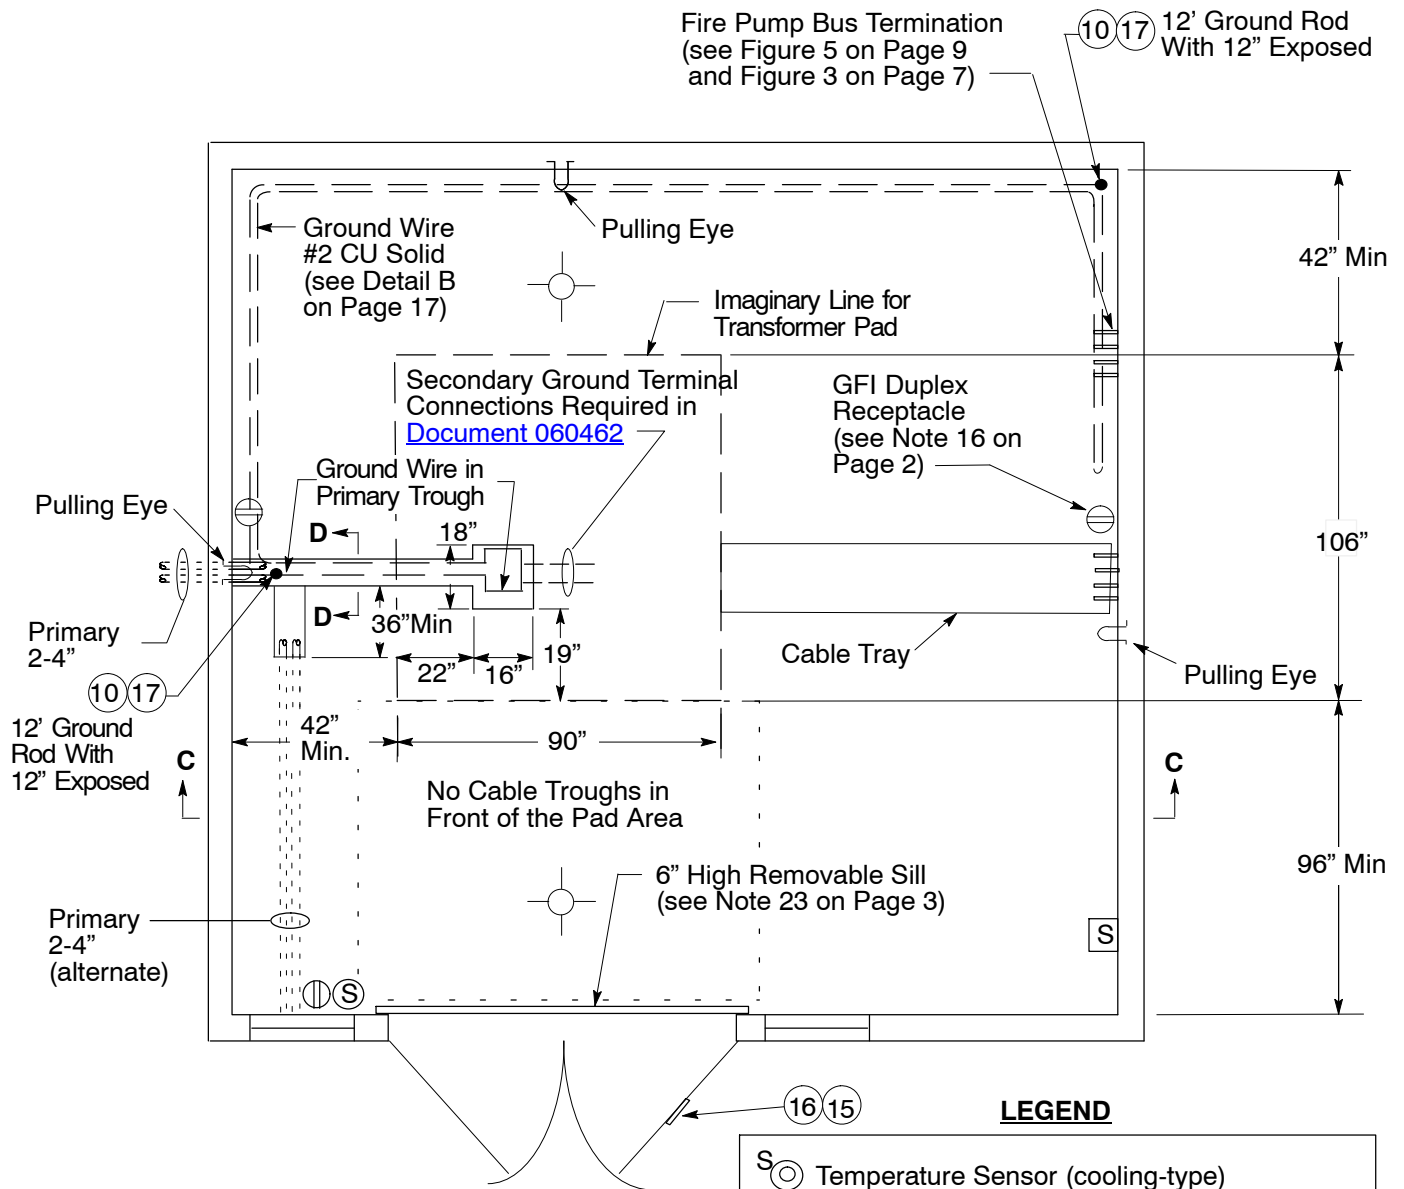 Fire Pump Bus Termination
(see Figure 5 on Page 9
and Figure 3 on Page 7)
10 17
12’ Ground Rod
With 12” Exposed
Pulling Eye
Ground Wire
#2 CU Solid
(see Detail B
on Page 17)
42” Min
Imaginary Line for
Transformer Pad
Secondary Ground Terminal
Connections Required in
Document 060462
GFI Duplex
Receptacle
(see Note 16 on
Page 2)
Ground Wire in
Primary Trough
Pulling Eye
D
18”
106”
D
36”Min
Primary
2-4”
22”
16”
19”
Cable Tray
Pulling Eye
10 17
12’ Ground
Rod With
12” Exposed
42”
Min.
90”
C
C
No Cable Troughs in
Front of the Pad Area
96” Min
6” High Removable Sill
(see Note 23 on Page 3)
Primary
2-4”
(alternate)
S
S
16 15
LEGEND
S
Temperature Sensor (cooling-type)